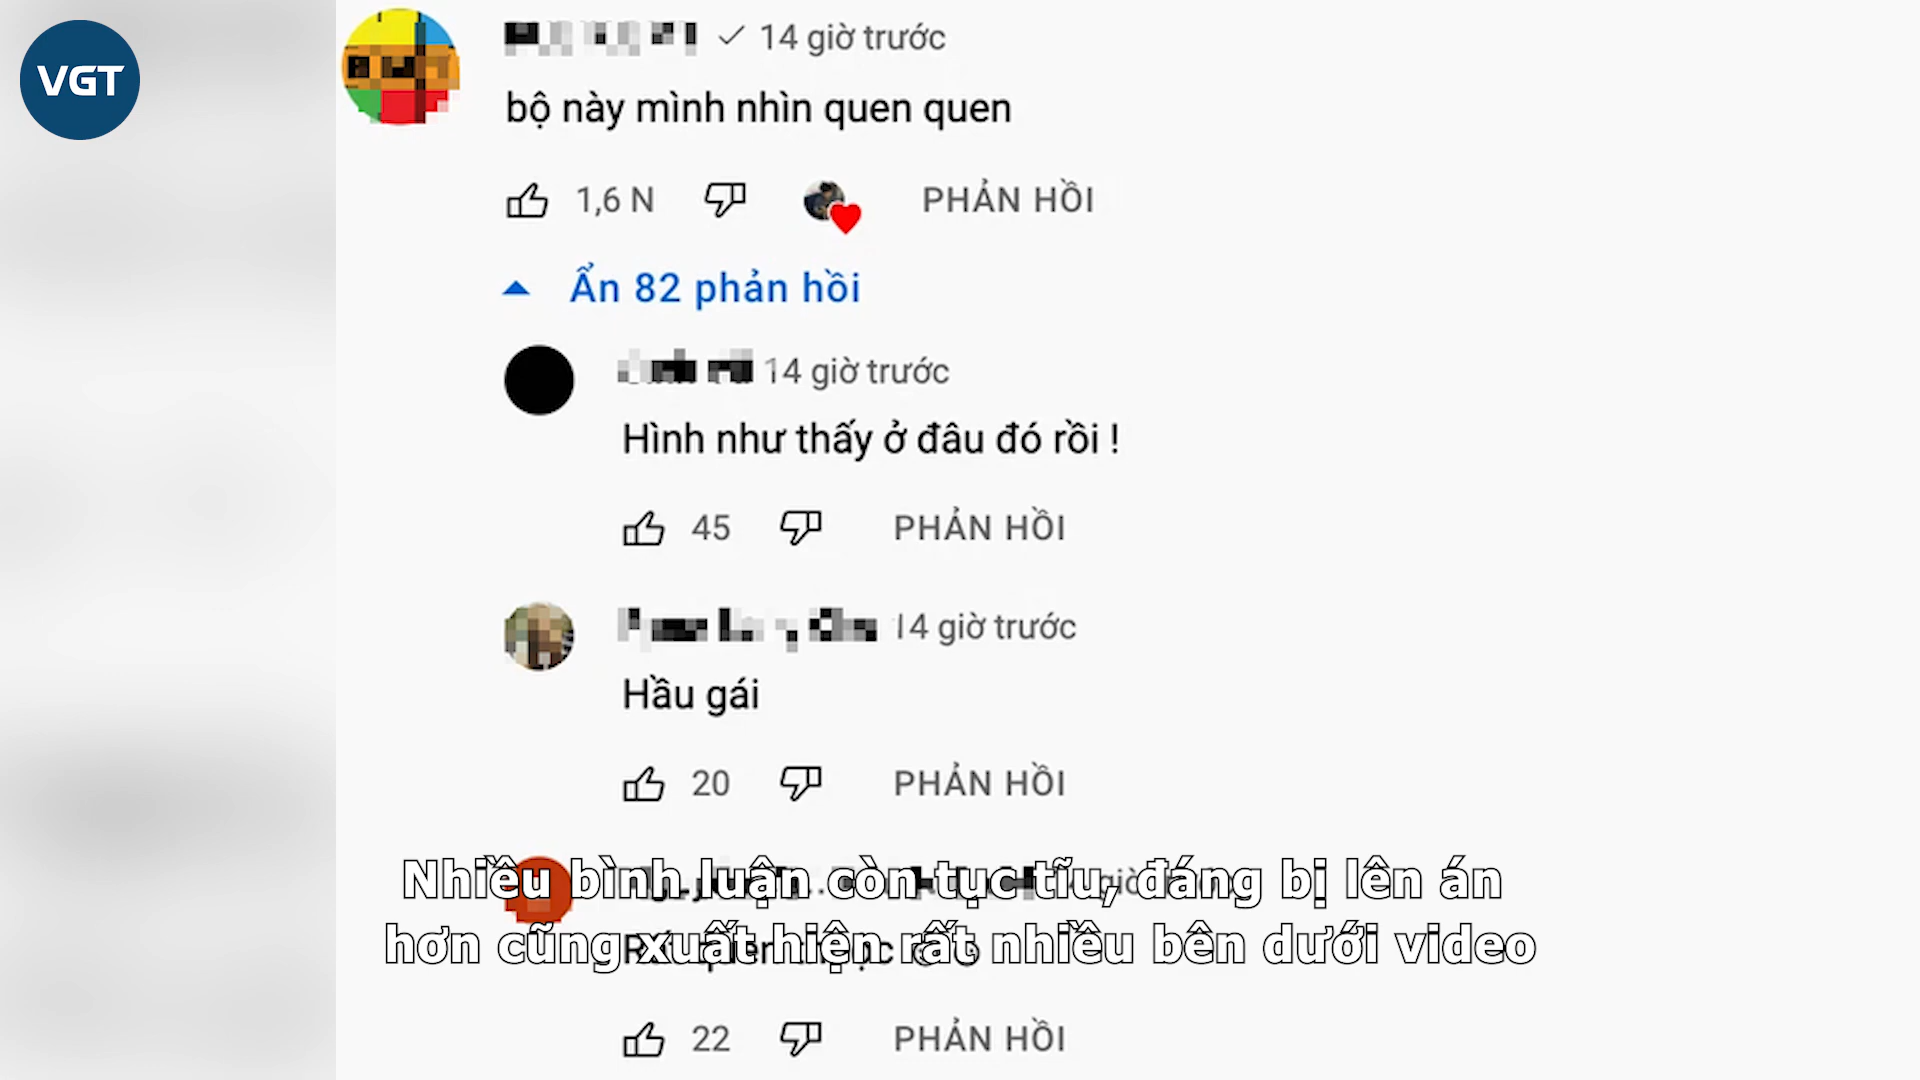 VGT
14 giờ trước
bộ này mình nhìn quen quen
1,6 N PHẢN HỒI
Ẩn 82 phản hồi
14 giờ trước
Hình như thấy ở đâu đó rồi !
45 PHẢN HỒI
14 giờ trước
Hầu gái
20 PHẢN HỒI
Nhiều bình luận còn tục tĩu, đáng bị lên án
hơn cũng xuất hiện rất nhiều bên dưới video
22 PHẢN HỒI